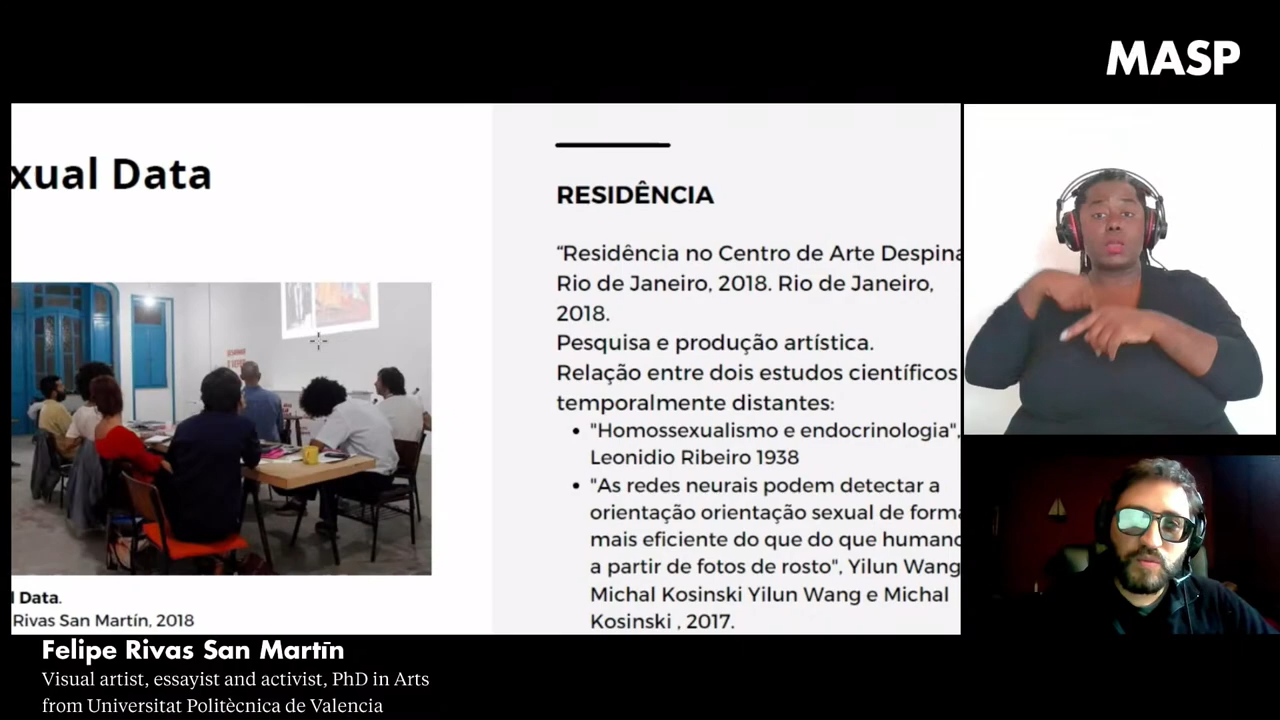 MASP
xual Data
RESIDÊNCIA
“Residência no Centro de Arte Despina
Rio de Janeiro, 2018. Rio de Janeiro,
2018.
Pesquisa e produção artística.
Relação entre dois estudos científicos
temporalmente distantes:
• "Homossexualismo e endocrinologia",
Leonidio Ribeiro 1938
• "As redes neurais podem detectar a
orientação orientação sexual de forma
mais eficiente do que do que humano
a partir de fotos de rosto", Yilun Wang
Michal Kosinski Yilun Wang e Michal
Kosinski , 2017.
l Data.
Rivas San Martín, 2018
Felipe Rivas San Martīn
Visual artist, essayist and activist, PhD in Arts
from Universitat Politècnica de Valencia